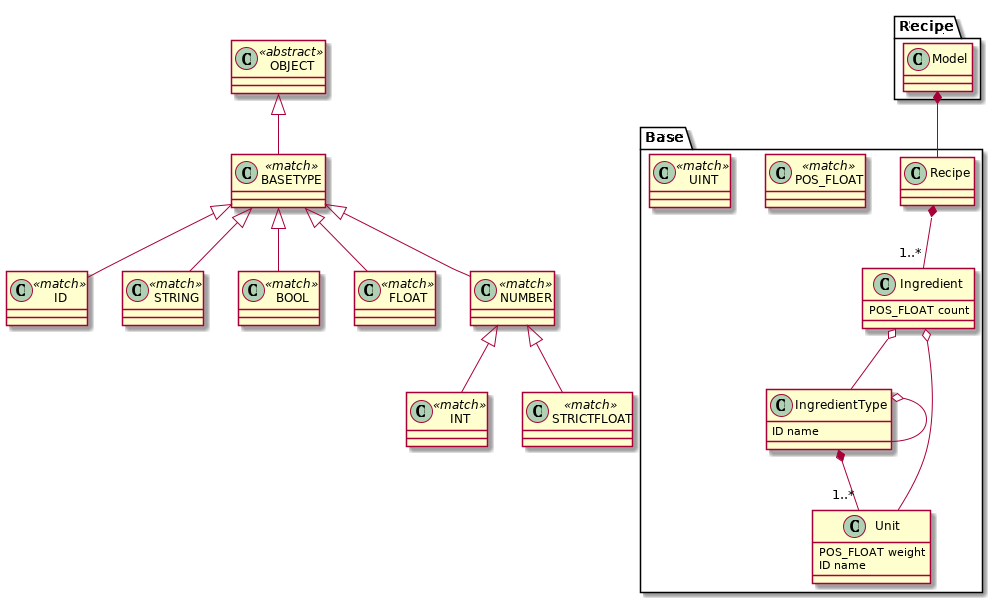 Recipe
C Model
C «abstract»
OBJECT
C «match»
BASETYPE
C «match»
ID
C «match»
STRING
C «match»
BOOL
C «match»
FLOAT
C «match»
NUMBER
C «match»
INT
C «match»
STRICTFLOAT
Base
C «match»
UINT
C «match»
POS_FLOAT
C Recipe
1..*
C Ingredient
POS_FLOAT count
C IngredientType
ID name
1..*
C Unit
POS_FLOAT weight
ID name